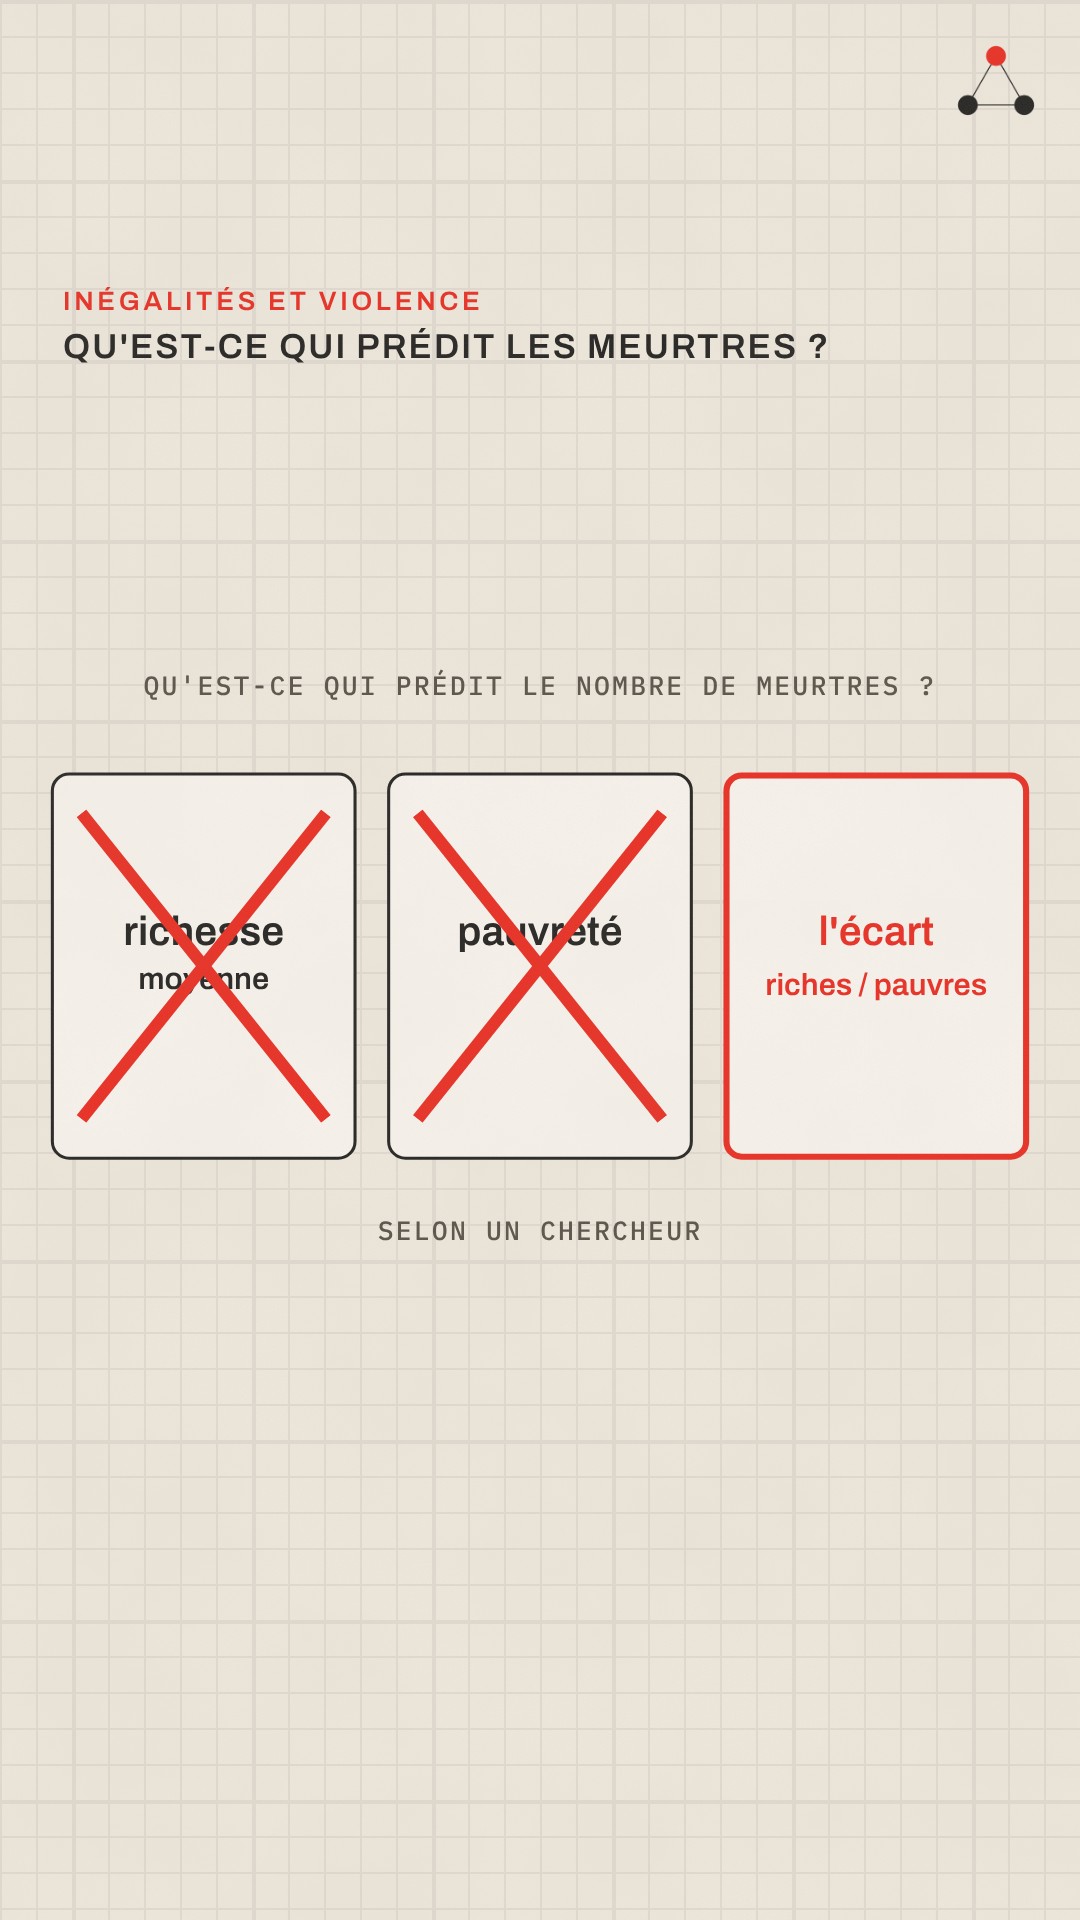 INÉGALITÉS ET VIOLENCE
QU'EST-CE QUI PRÉDIT LES MEURTRES ?
QU'EST-CE QUI PRÉDIT LE NOMBRE DE MEURTRES ?
richesse
moyenne
pauvreté
l'écart
riches / pauvres
SELON UN CHERCHEUR